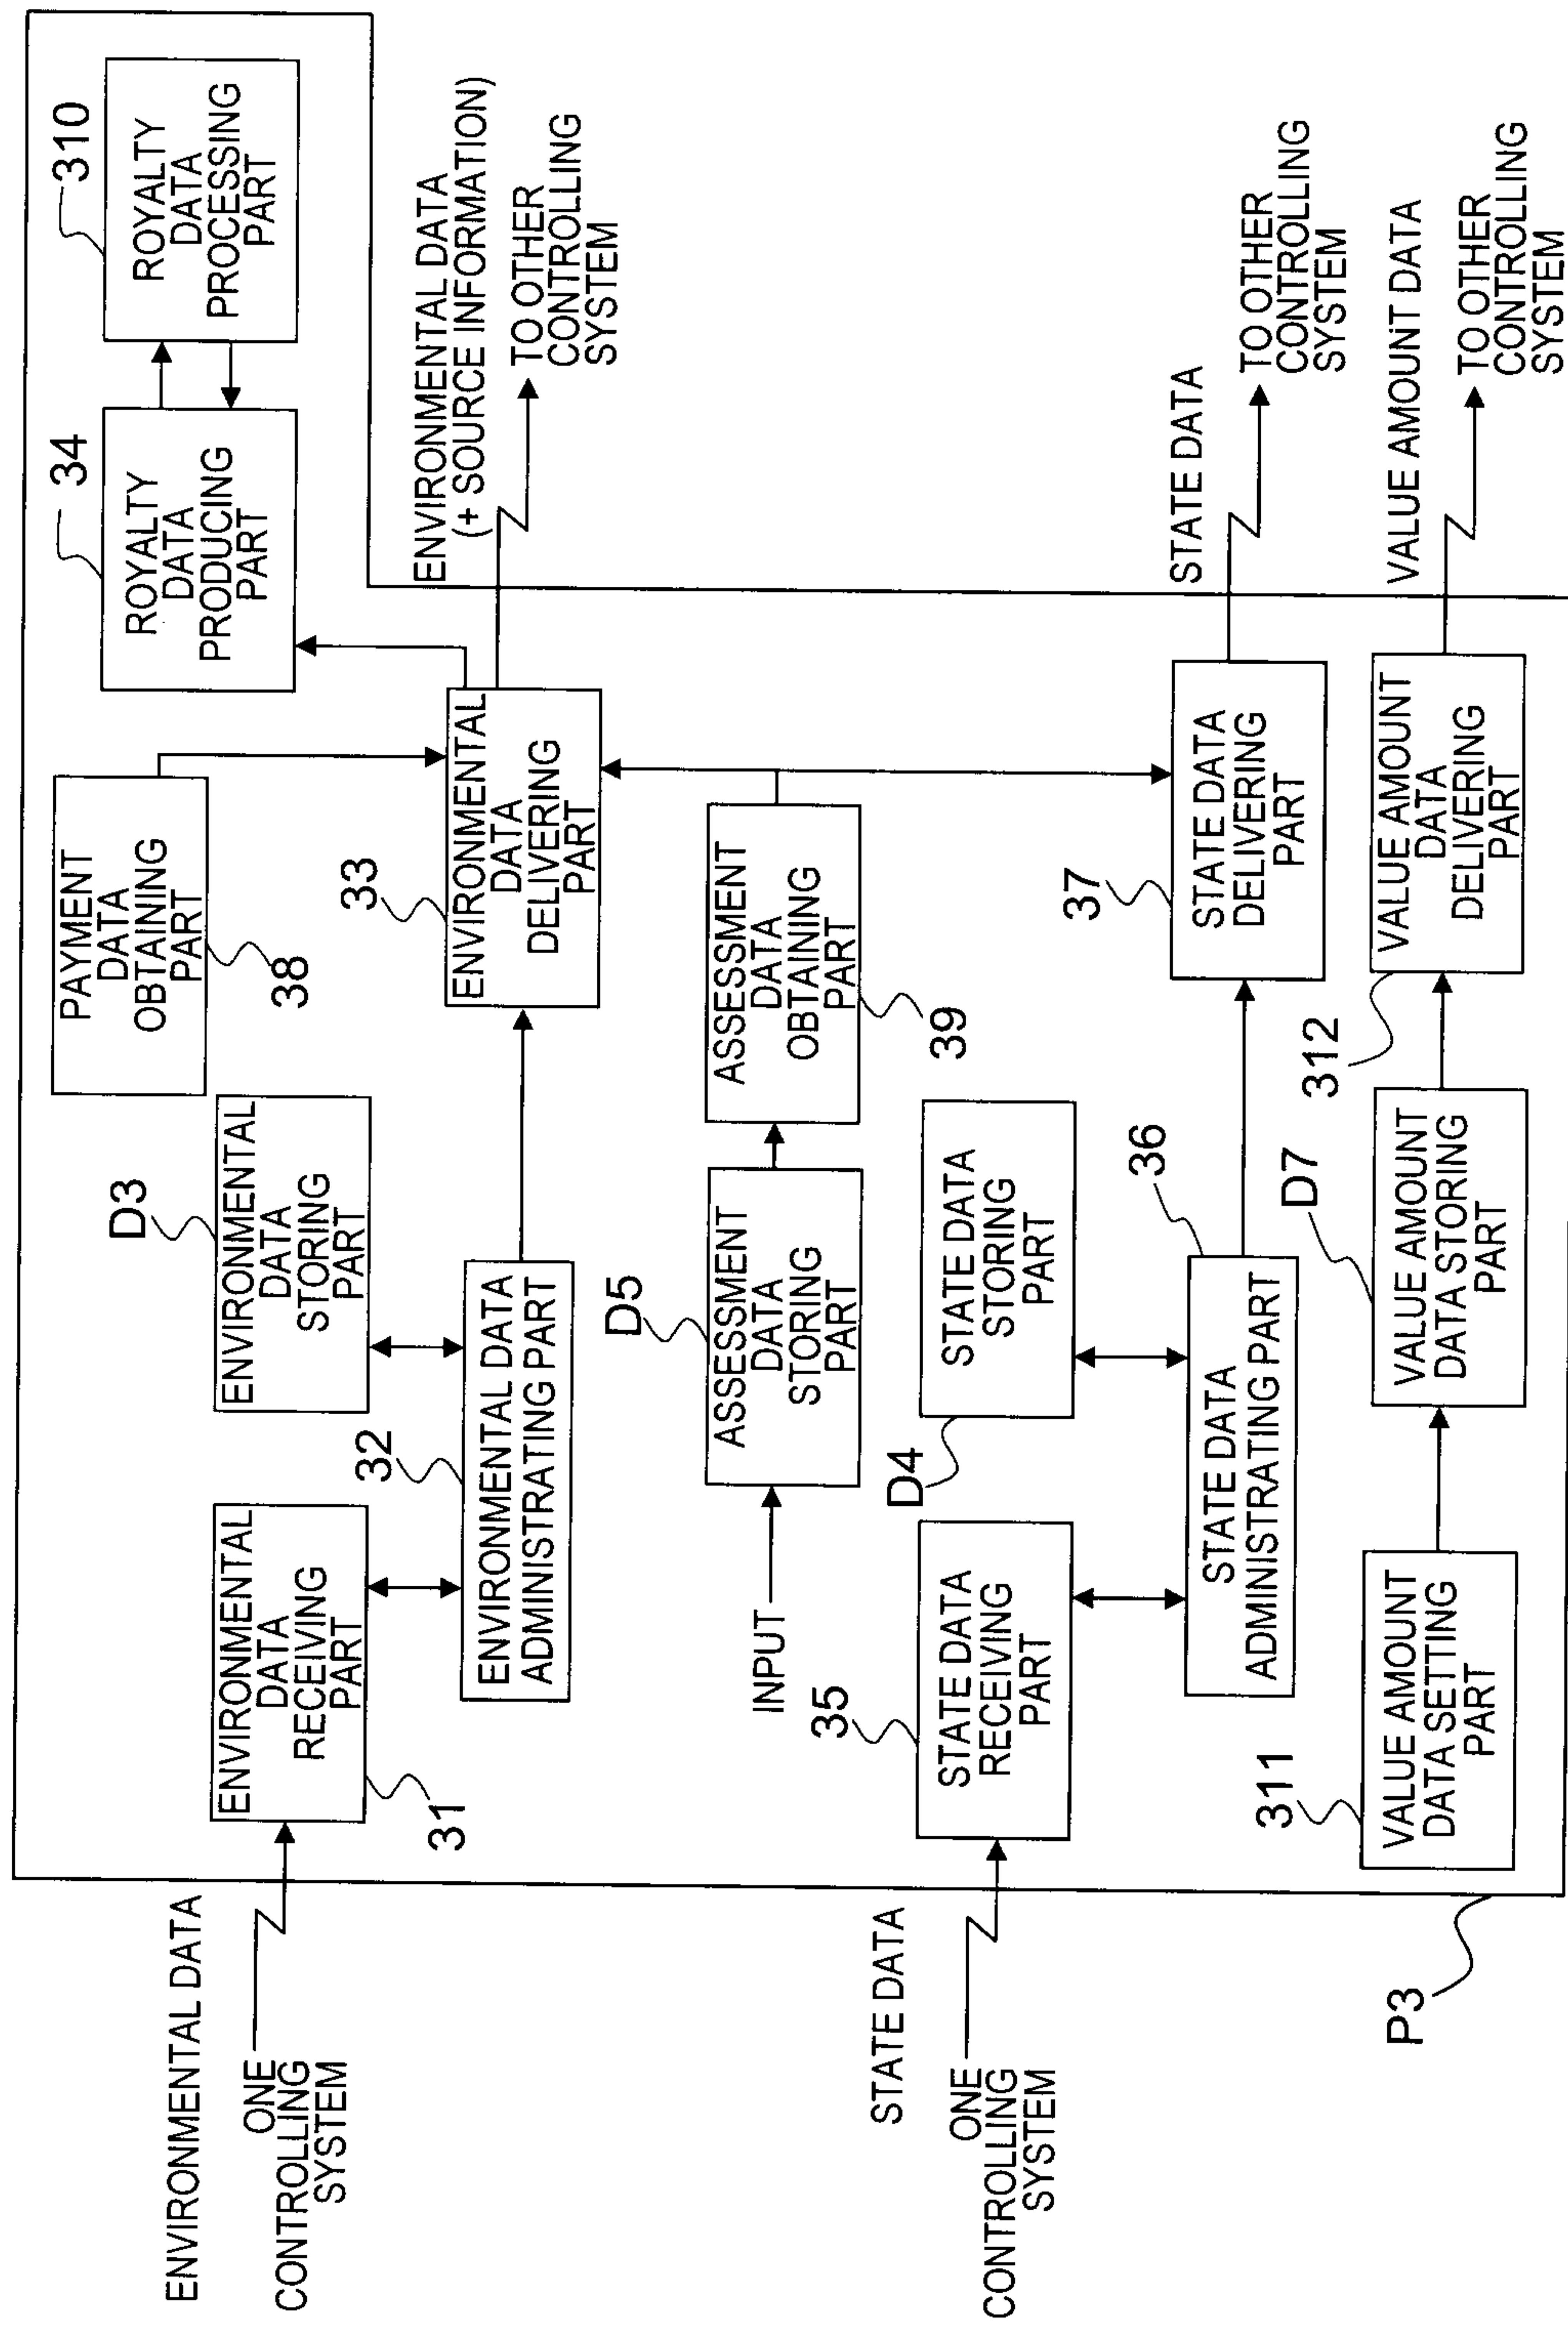 310
ROYALTY
DATA
PROCESSING
PART
34
ROYALTY
DATA
PRODUCING
PART
PAYMENT
DATA
OBTAINING
PART
38
D3
ENVIRONMENTAL
DATA
STORING
PART
ENVIRONMENTAL DATA
ONE
CONTROLLING
SYSTEM
ENVIRONMENTAL
DATA
RECEIVING
PART
31
32
ENVIRONMENTAL DATA
ADMINISTRATING PART
33
ENVIRONMENTAL
DATA
DELIVERING
PART
ENVIRONMENTAL DATA
(+ SOURCE INFORMATION)
TO OTHER
CONTROLLING
SYSTEM
INPUT
D5
ASSESSMENT
DATA
STORING
PART
ASSESSMENT
DATA
OBTAINING
PART
39
STATE DATA
ONE
CONTROLLING
SYSTEM
35
STATE DATA
RECEIVING
PART
D4
STATE DATA
STORING
PART
36
STATE DATA
ADMINISTRATING PART
37
STATE DATA
DELIVERING
PART
STATE DATA
TO OTHER
CONTROLLING
SYSTEM
311
VALUE AMOUNT
DATA SETTING
PART
D7
VALUE AMOUNT
DATA STORING
PART
312
VALUE AMOUNT
DATA
DELIVERING
PART
VALUE AMOUNT DATA
TO OTHER
CONTROLLING
SYSTEM
P3